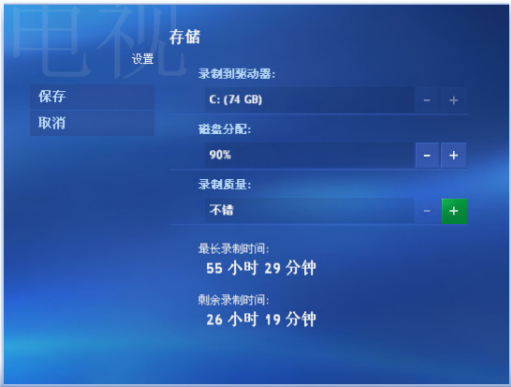 电视
存储
设置
录制到驱动器:
保存
C: (74 GB) - +
取消
磁盘分配:
90% - +
录制质量:
不错 - +
最长录制时间:
55 小时 29 分钟
剩余录制时间:
26 小时 19 分钟